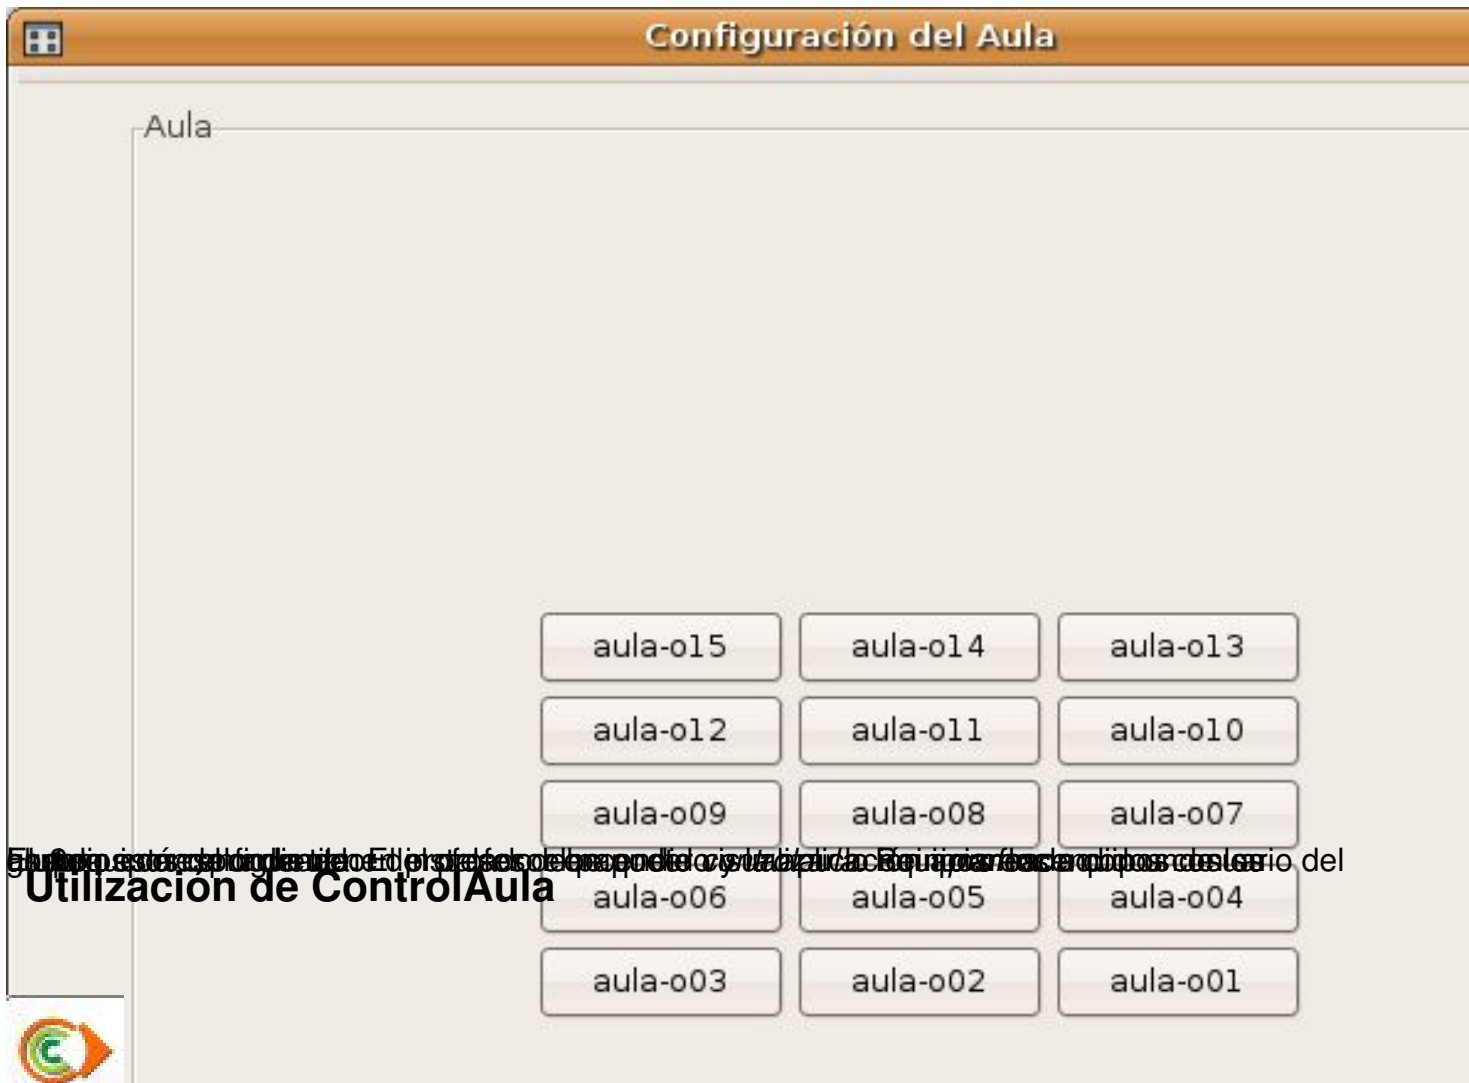 Configuración del Aula
Aula
aula-o15 aula-o14 aula-o13
aula-o12 aula-o11 aula-o10
aula-o09 aula-o08 aula-o07
del
Utilización de ControlAula
aula-o06 aula-o05 aula-o04
aula-o03 aula-o02 aula-o01